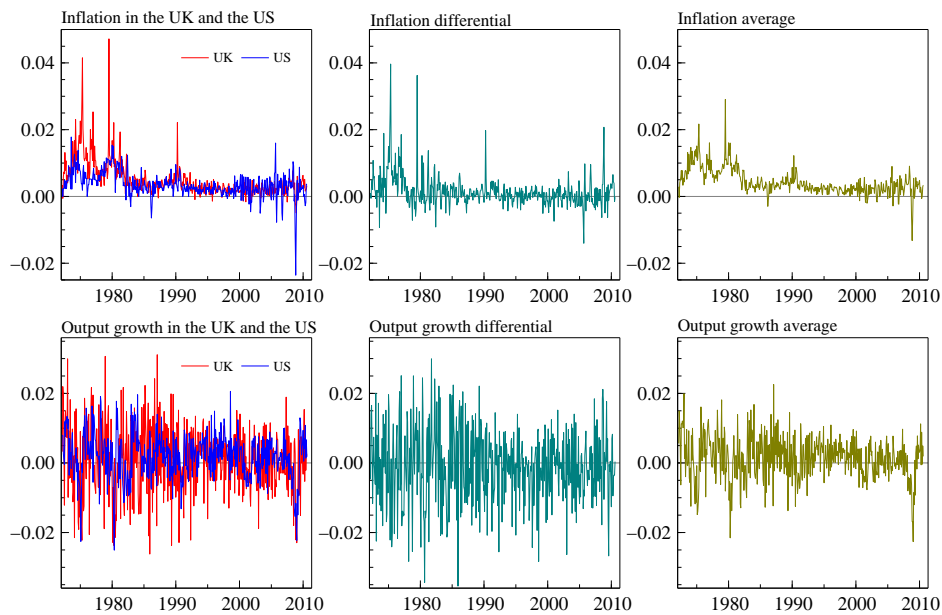 Inflation in the UK and the US
Inflation differential
Inflation average
UK US
0.04
0.02
0.00
−0.02
1980 1990 2000 2010
0.04
0.02
0.00
−0.02
1980 1990 2000 2010
0.04
0.02
0.00
−0.02
1980 1990 2000 2010
Output growth in the UK and the US
Output growth differential
Output growth average
UK US
0.02
0.00
−0.02
1980 1990 2000 2010
0.02
0.00
−0.02
1980 1990 2000 2010
0.02
0.00
−0.02
1980 1990 2000 2010